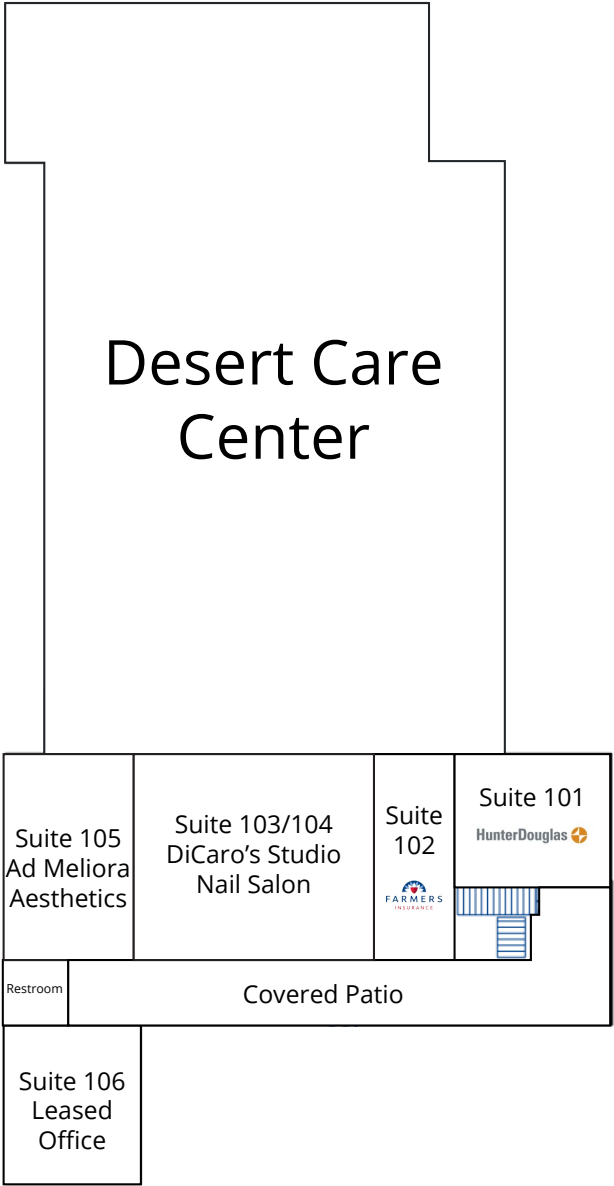 Desert Care
Center
Suite 101
HunterDouglas
Suite
102
FARMERS
INSURANCE
Suite 103/104
DiCaro’s Studio
Nail Salon
Suite 105
Ad Meliora
Aesthetics
Restroom
Covered Patio
Suite 106
Leased
Office